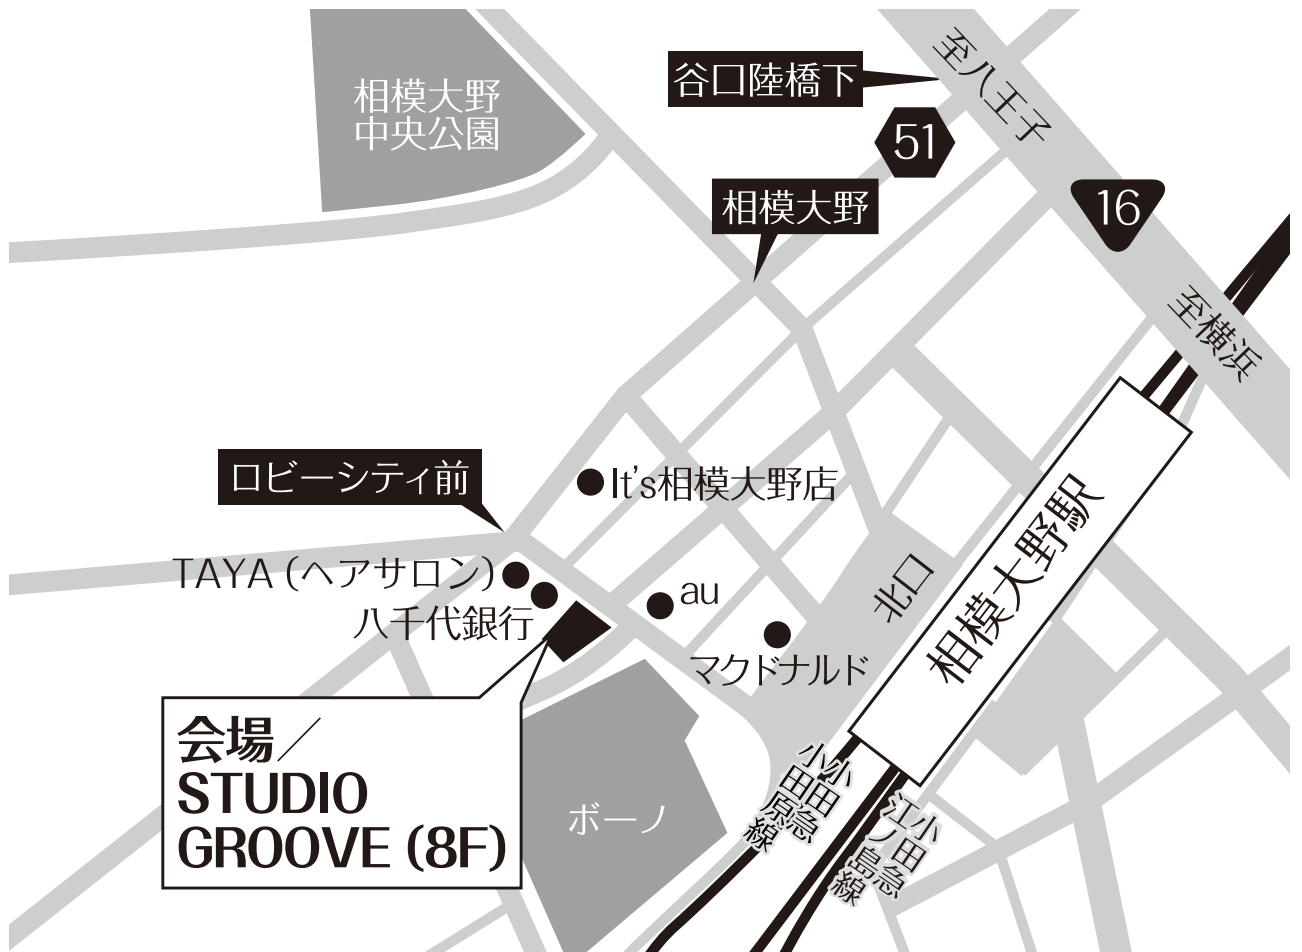 至八王子
谷口陸橋下
相模大野
中央公園
51
相模大野
16
至横浜
ロビーシティ前
It's相模大野店
TAYA (ヘアサロン)
八千代銀行
au
北口
相模大野駅
マクドナルド
会場／
STUDIO
GROOVE (8F)
ボーノ
小田急
小田原線
小田急
江ノ島線